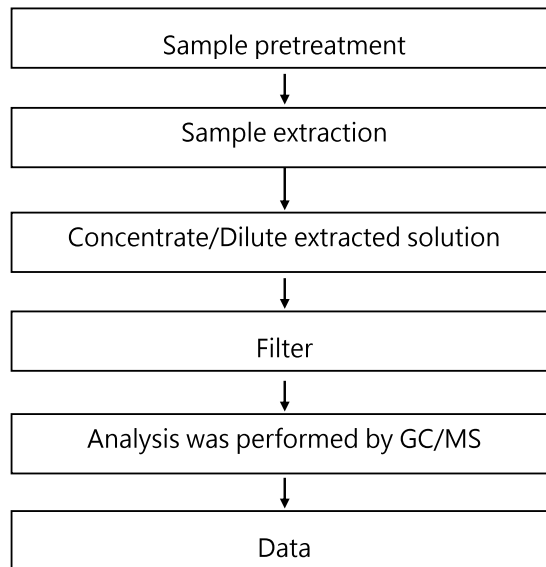 Sample pretreatment
Sample extraction
Concentrate/Dilute extracted solution
Filter
Analysis was performed by GC/MS
Data